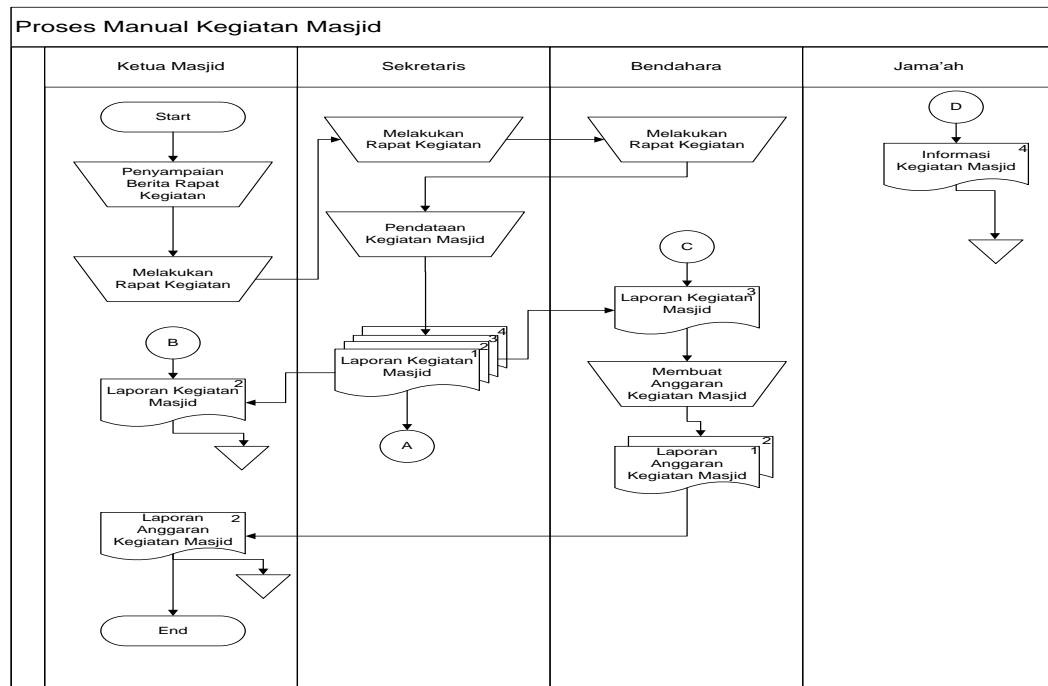 Proses Manual Kegiatan Masjid
Ketua Masjid
Sekretaris
Bendahara
Jama'ah
Start
Penyampaian
Berita Rapat
Kegiatan
Melakukan
Rapat Kegiatan
B
Laporan Kegiatan
Masjid
2
Laporan
Anggaran
Kegiatan Masjid
2
End
Melakukan
Rapat Kegiatan
Pendataan
Kegiatan Masjid
4
3
2
1
Laporan Kegiatan
Masjid
A
Melakukan
Rapat Kegiatan
C
3
Laporan Kegiatan
Masjid
Membuat
Anggaran
Kegiatan Masjid
2
1
Laporan
Anggaran
Kegiatan Masjid
D
4
Informasi
Kegiatan Masjid